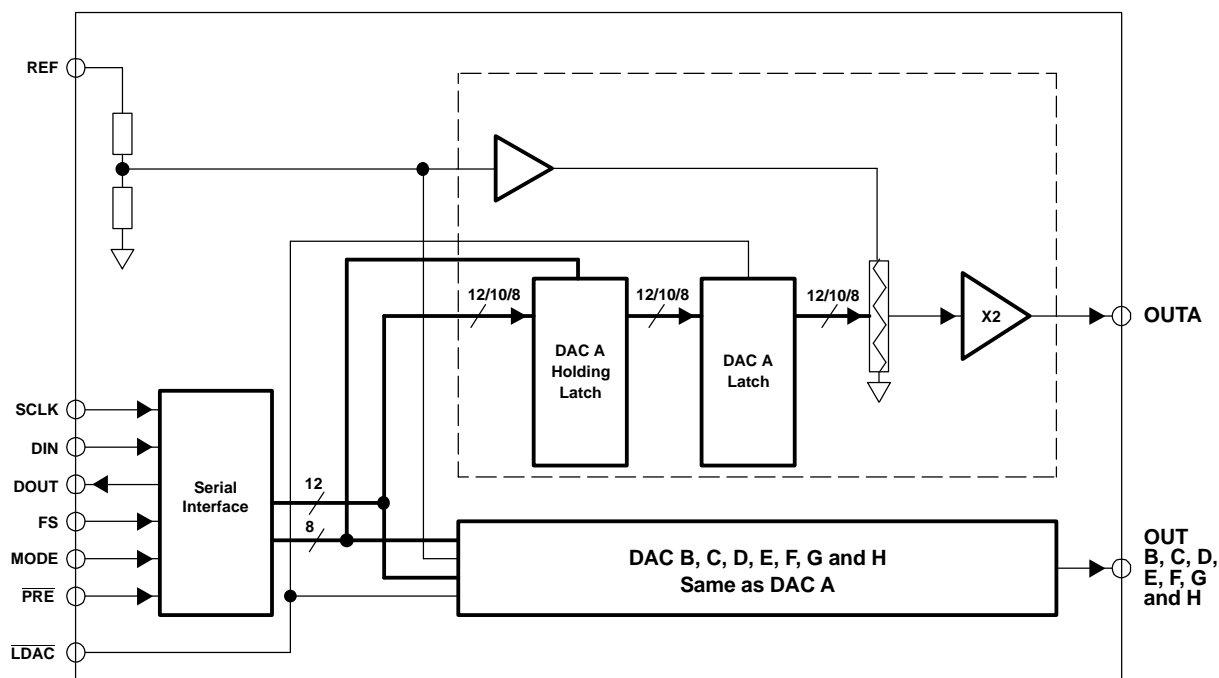 REF
12/10/8
12/10/8
12/10/8
X2
OUTA
DAC A
Holding
Latch
DAC A
Latch
SCLK
DIN
DOUT
FS
MODE
PRE
LDAC
Serial
Interface
12
8
DAC B, C, D, E, F, G and H
Same as DAC A
OUT
B, C, D,
E, F, G
and H